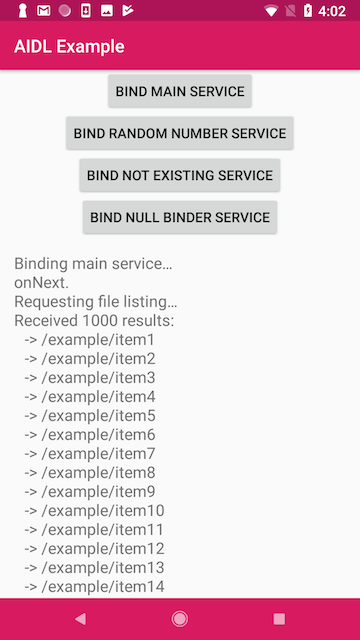 4:02
AIDL Example
BIND MAIN SERVICE
BIND RANDOM NUMBER SERVICE
BIND NOT EXISTING SERVICE
BIND NULL BINDER SERVICE
Binding main service…
onNext.
Requesting file listing…
Received 1000 results:
-> /example/item1
-> /example/item2
-> /example/item3
-> /example/item4
-> /example/item5
-> /example/item6
-> /example/item7
-> /example/item8
-> /example/item9
-> /example/item10
-> /example/item11
-> /example/item12
-> /example/item13
-> /example/item14